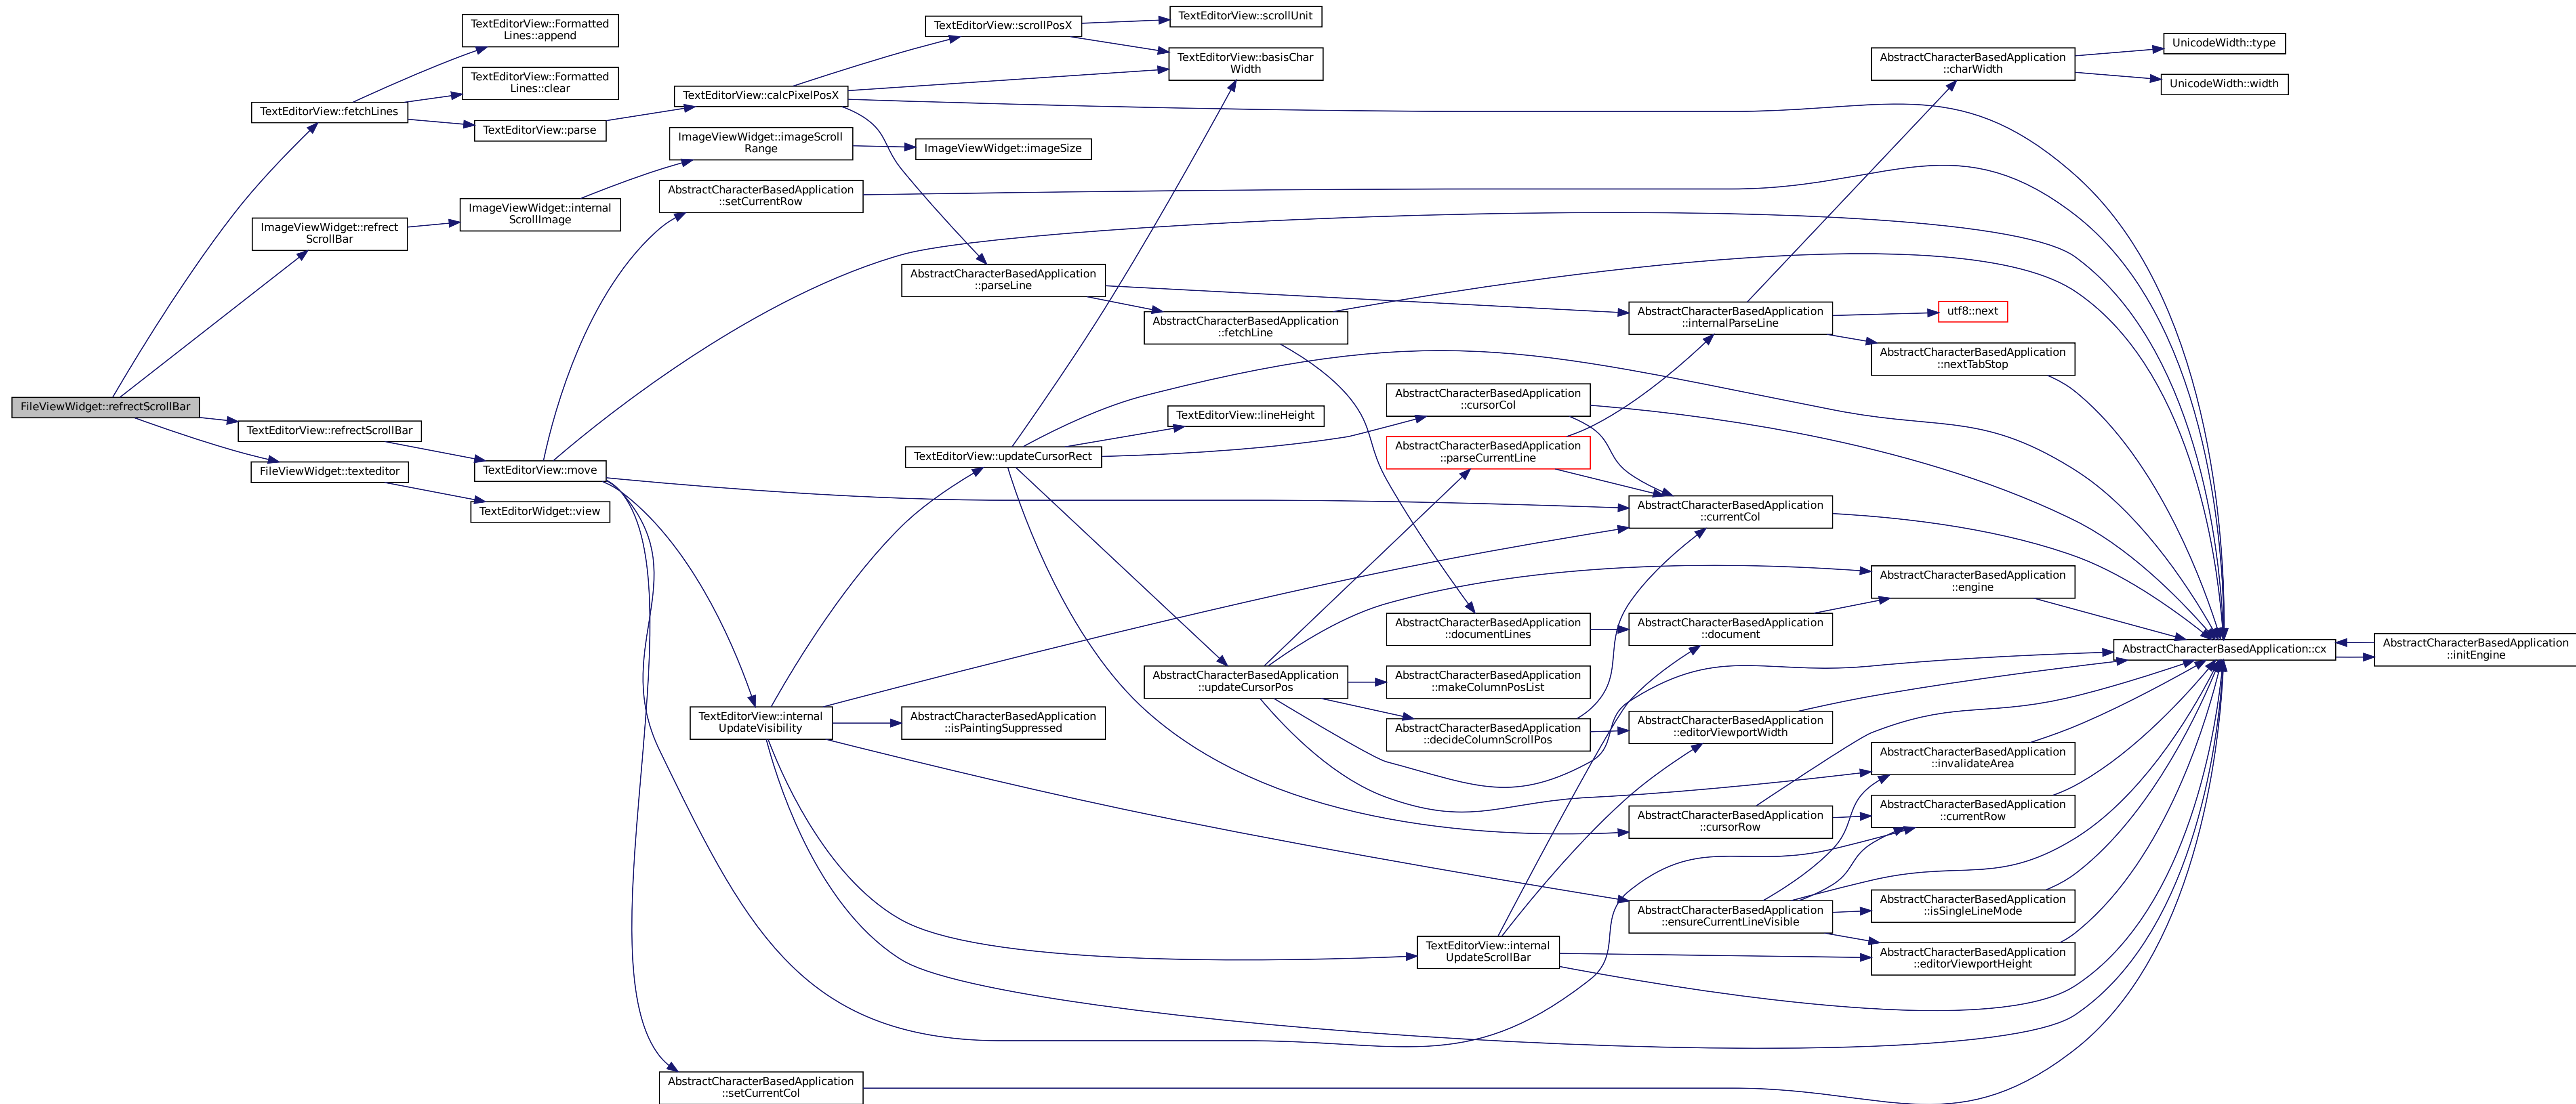 FileViewWidget::refrectScrollBar
TextEditorView::fetchLines
ImageViewWidget::refrect
ScrollBar
TextEditorView::refrectScrollBar
FileViewWidget::texteditor
TextEditorView::Formatted
Lines::append
TextEditorView::Formatted
Lines::clear
TextEditorView::parse
ImageViewWidget::internal
ScrollImage
TextEditorView::move
TextEditorWidget::view
TextEditorView::calcPixelPosX
ImageViewWidget::imageScroll
Range
AbstractCharacterBasedApplication
::setCurrentRow
TextEditorView::internal
UpdateVisibility
AbstractCharacterBasedApplication
::setCurrentCol
TextEditorView::scrollPosX
ImageViewWidget::imageSize
AbstractCharacterBasedApplication
::parseLine
TextEditorView::updateCursorRect
AbstractCharacterBasedApplication
::isPaintingSuppressed
TextEditorView::scrollUnit
TextEditorView::basisChar
Width
AbstractCharacterBasedApplication
::fetchLine
TextEditorView::lineHeight
AbstractCharacterBasedApplication
::updateCursorPos
AbstractCharacterBasedApplication
::cursorCol
AbstractCharacterBasedApplication
::parseCurrentLine
AbstractCharacterBasedApplication
::documentLines
AbstractCharacterBasedApplication
::makeColumnPosList
AbstractCharacterBasedApplication
::decideColumnScrollPos
TextEditorView::internal
UpdateScrollBar
AbstractCharacterBasedApplication
::internalParseLine
AbstractCharacterBasedApplication
::currentCol
AbstractCharacterBasedApplication
::document
AbstractCharacterBasedApplication
::editorViewportWidth
AbstractCharacterBasedApplication
::cursorRow
AbstractCharacterBasedApplication
::ensureCurrentLineVisible
AbstractCharacterBasedApplication
::charWidth
utf8::next
AbstractCharacterBasedApplication
::nextTabStop
AbstractCharacterBasedApplication
::engine
AbstractCharacterBasedApplication
::invalidateArea
AbstractCharacterBasedApplication
::currentRow
AbstractCharacterBasedApplication
::isSingleLineMode
AbstractCharacterBasedApplication
::editorViewportHeight
UnicodeWidth::type
UnicodeWidth::width
AbstractCharacterBasedApplication::cx
AbstractCharacterBasedApplication
::initEngine